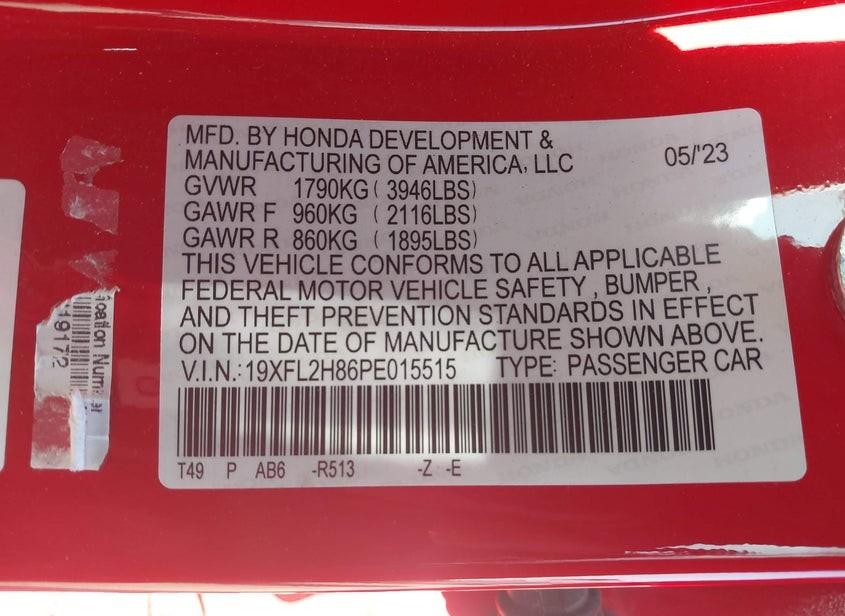 MFD. BY HONDA DEVELOPMENT &
MANUFACTURING OF AMERICA, LLC 05/'23
GVWR 1790KG ( 3946LBS)
GAWR F 960KG ( 2116LBS)
GAWR R 860KG ( 1895LBS)
THIS VEHICLE CONFORMS TO ALL APPLICABLE
FEDERAL MOTOR VEHICLE SAFETY , BUMPER ,
AND THEFT PREVENTION STANDARDS IN EFFECT
ON THE DATE OF MANUFACTURE SHOWN ABOVE.
V.I.N.: 19XFL2H86PE015515 TYPE: PASSENGER CAR
T49 P AB6 -R513 -Z -E
19172